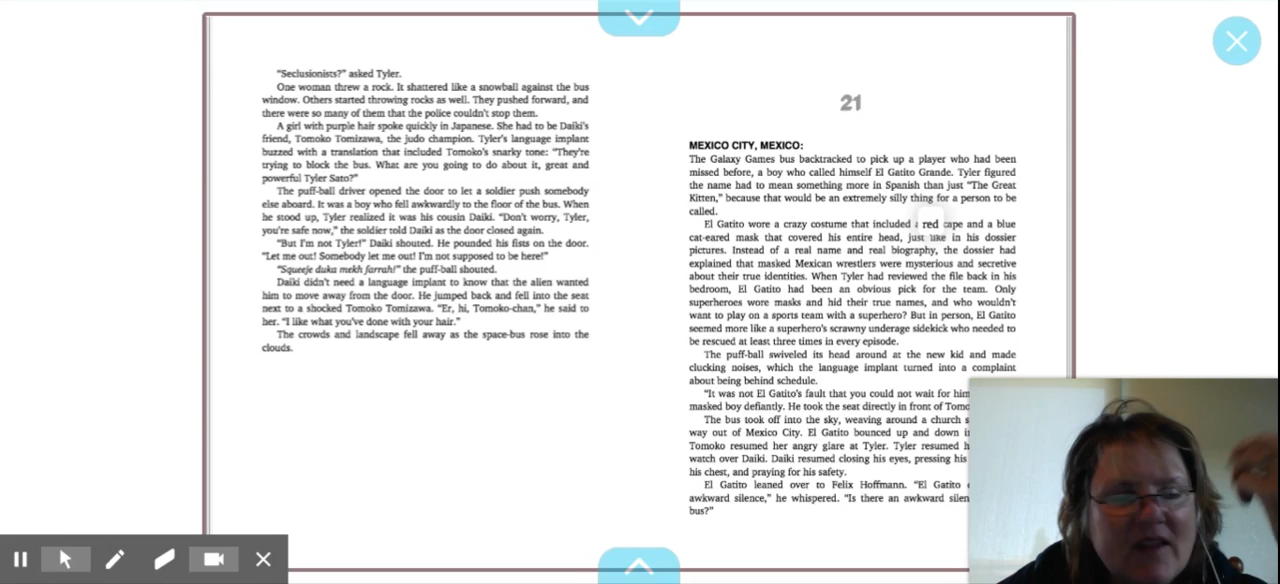 "Seclusionists?" asked Tyler.
One woman threw a rock. It shattered like a snowball against the bus
window. Others started throwing rocks as well. They pushed forward, and
there were so many of them that the police couldn't stop them.
A girl with purple hair spoke quickly in Japanese. She had to be Daiki's
friend, Tomoko Tomizawa, the judo champion. Tyler's language implant
buzzed with a translation that included Tomoko's snarky tone: "They're
trying to block the bus. What are you going to do about it, great and
powerful Tyler Sato?"
The puff-ball driver opened the door to let a soldier push somebody
else aboard. It was a boy who fell awkwardly to the floor of the bus. When
he stood up, Tyler realized it was his cousin Daiki. "Don't worry, Tyler,
you're safe now," the soldier told Daiki as the door closed again.
"But I'm not Tyler!" Daiki shouted. He pounded his fists on the door.
"Let me out! Somebody let me out! I'm not supposed to be here!"
"Squeeje duka mekh farrah!" the puff-ball shouted.
Daiki didn't need a language implant to know that the alien wanted
him to move away from the door. He jumped back and fell into the seat
next to a shocked Tomoko Tomizawa. "Er, hi, Tomoko-chan," he said to
her. "I like what you've done with your hair."
The crowds and landscape fell away as the space-bus rose into the
clouds.
21
MEXICO CITY, MEXICO:
The Galaxy Games bus backtracked to pick up a player who had been
missed before, a boy who called himself El Gatito Grande. Tyler figured
the name had to mean something more in Spanish than just "The Great
Kitten," because that would be an extremely silly thing for a person to be
called.
El Gatito wore a crazy costume that included a red cape and a blue
cat-eared mask that covered his entire head, just like in his dossier
pictures. Instead of a real name and real biography, the dossier had
explained that masked Mexican wrestlers were mysterious and secretive
about their true identities. When Tyler had reviewed the file back in his
bedroom, El Gatito had been an obvious pick for the team. Only
superheroes wore masks and hid their true names, and who wouldn't
want to play on a sports team with a superhero? But in person, El Gatito
seemed more like a superhero's scrawny underage sidekick who needed to
be rescued at least three times in every episode.
The puff-ball swiveled its head around at the new kid and made
clucking noises, which the language implant turned into a complaint
about being behind schedule.
"It was not El Gatito's fault that you could not wait for him
masked boy defiantly. He took the seat directly in front of
The bus took off into the sky, weaving around a church
way out of Mexico City. El Gatito bounced up and down
Tomoko resumed her angry glare at Tyler. Tyler resumed
watch over Daiki. Daiki resumed closing his eyes, pressing his
his chest, and praying for his safety.
El Gatito leaned over to Felix Hoffmann. "El Gatito
awkward silence," he whispered. "Is there an awkward
bus?"